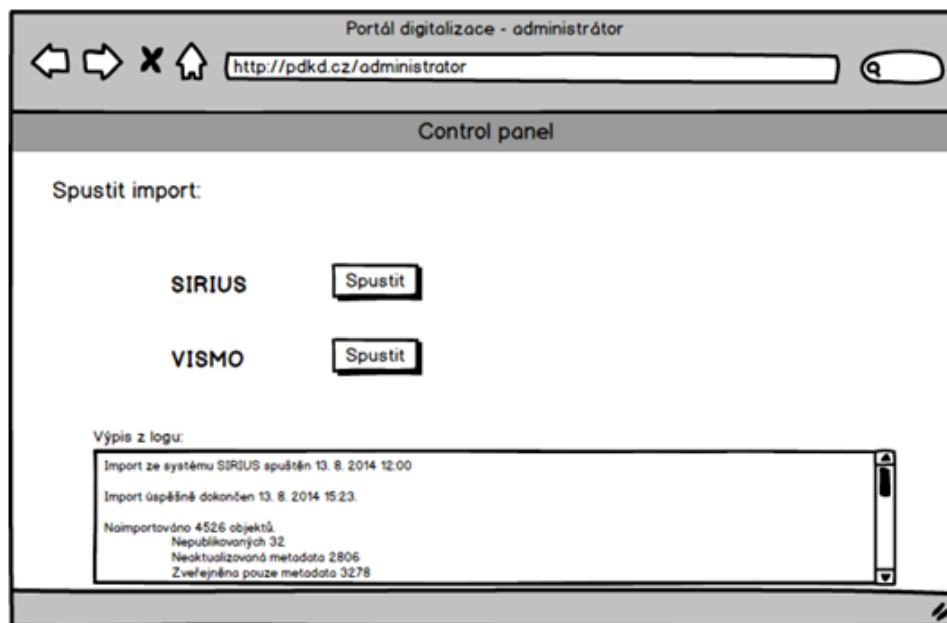 Portál digitalizace - administrátor
http://pdkd.cz/administrator
Control panel
Spustit import:
SIRIUS Spustit
VISMO Spustit
Výpis z logu:
Import ze systému SIRIUS spuštěn 13. 8. 2014 12:00
Import úspěšně dokončen 13. 8. 2014 15:23.
Naimportováno 4526 objektů.
Nepublikovaných 32
Neaktualizovaná metadata 2806
Zveřejněna pouze metadata 3278